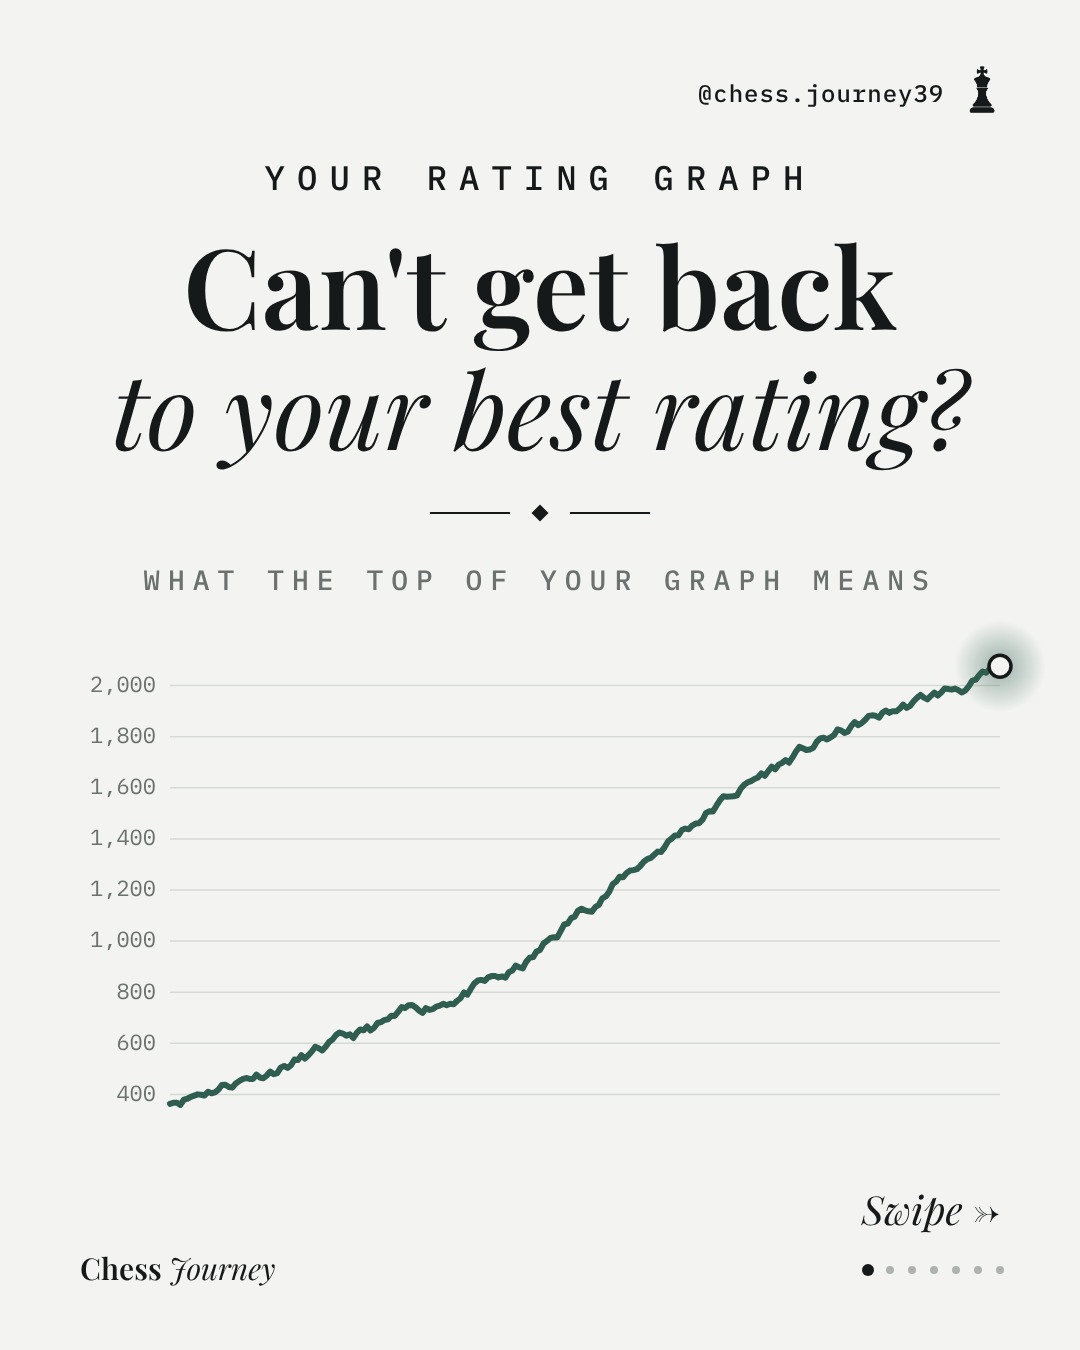 @chess.journey39
YOUR RATING GRAPH
Can't get back
to your best rating?
WHAT THE TOP OF YOUR GRAPH MEANS
2,000
1,800
1,600
1,400
1,200
1,000
800
600
400
Swipe
Chess Journey